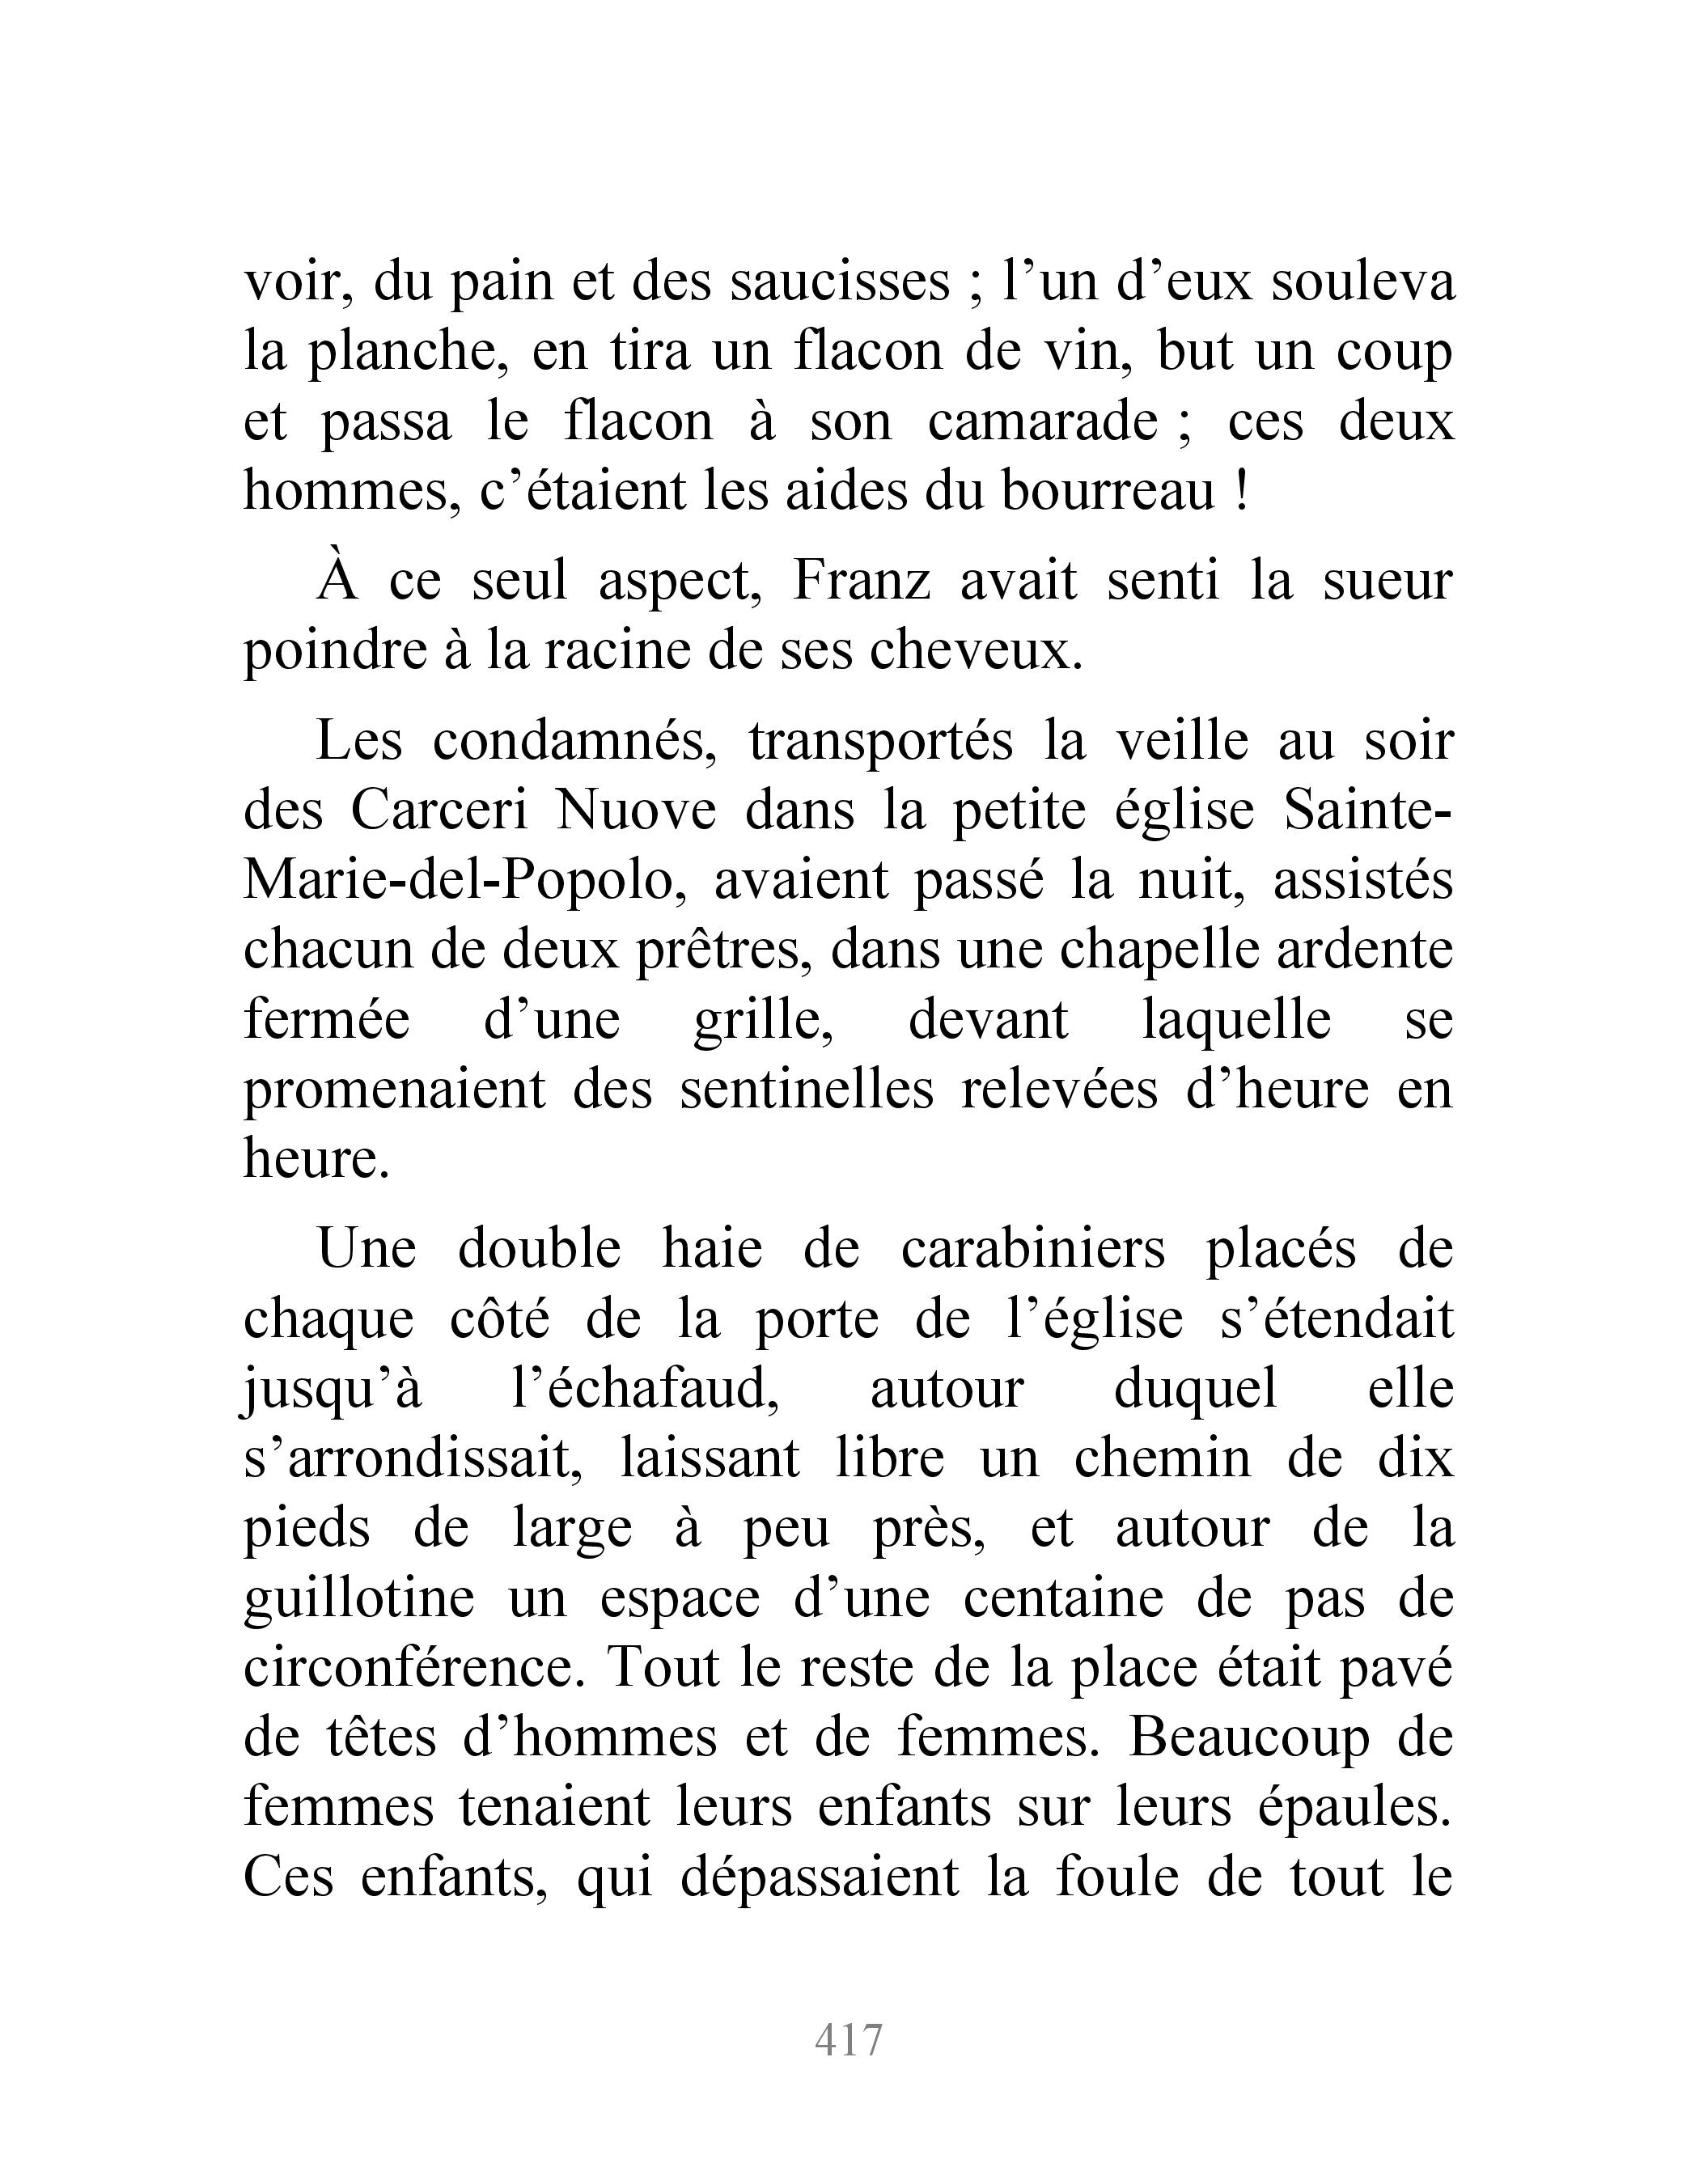 voir, du pain et des saucisses ; l’un d’eux souleva
la planche, en tira un flacon de vin, but un coup
et passa le flacon à son camarade ; ces deux
hommes, c’étaient les aides du bourreau !
À ce seul aspect, Franz avait senti la sueur
poindre à la racine de ses cheveux.
Les condamnés, transportés la veille au soir
des Carceri Nuove dans la petite église Sainte-
Marie-del-Popolo, avaient passé la nuit, assistés
chacun de deux prêtres, dans une chapelle ardente
fermée d’une grille, devant laquelle se
promenaient des sentinelles relevées d’heure en
heure.
Une double haie de carabiniers placés de
chaque côté de la porte de l’église s’étendait
jusqu’à l’échafaud, autour duquel elle
s’arrondissait, laissant libre un chemin de dix
pieds de large à peu près, et autour de la
guillotine un espace d’une centaine de pas de
circonférence. Tout le reste de la place était pavé
de têtes d’hommes et de femmes. Beaucoup de
femmes tenaient leurs enfants sur leurs épaules.
Ces enfants, qui dépassaient la foule de tout le
417